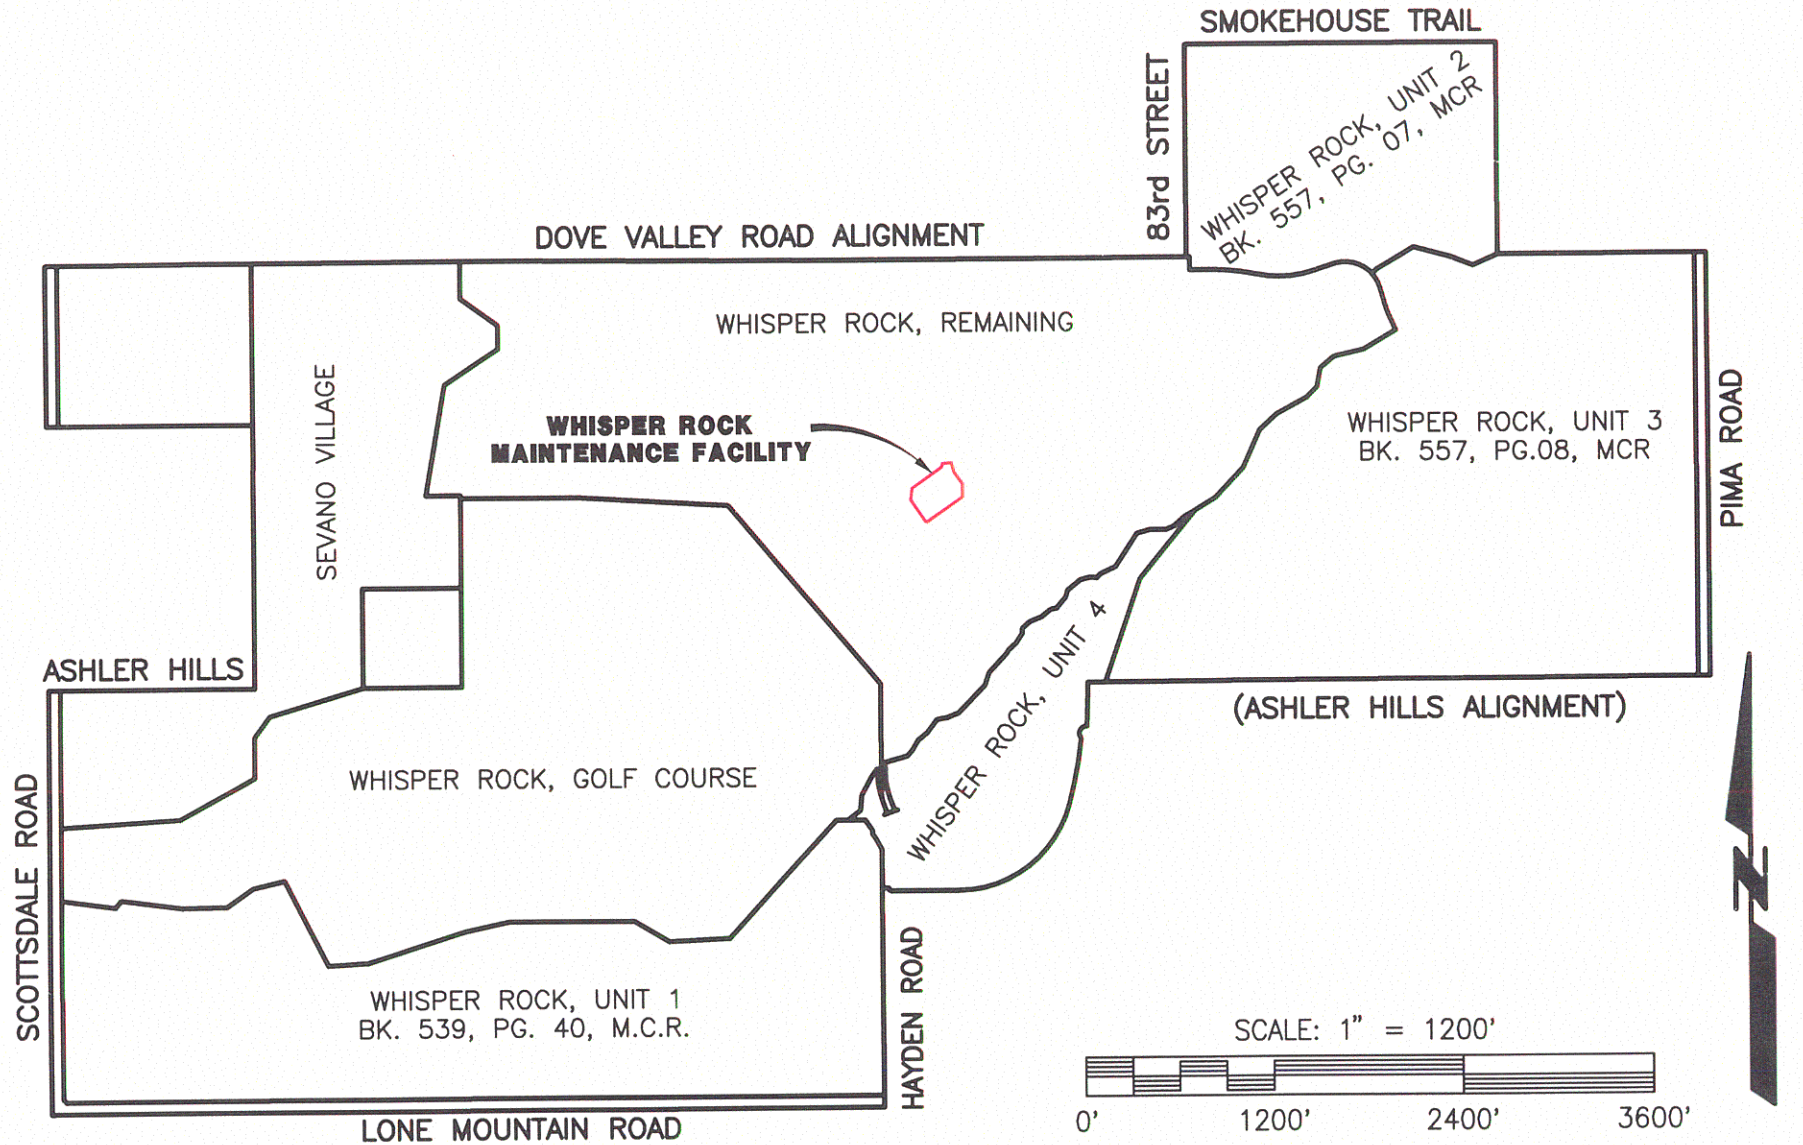 SMOKEHOUSE TRAIL
83rd STREET
WHISPER ROCK, UNIT 2
BK. 557, PG. 07, MCR
DOVE VALLEY ROAD ALIGNMENT
WHISPER ROCK, REMAINING
SEVANO VILLAGE
WHISPER ROCK
MAINTENANCE FACILITY
WHISPER ROCK, UNIT 3
BK. 557, PG.08, MCR
PIMA ROAD
WHISPER ROCK, UNIT 4
ASHLER HILLS
(ASHLER HILLS ALIGNMENT)
WHISPER ROCK, GOLF COURSE
SCOTTSDALE ROAD
N
WHISPER ROCK, UNIT 1
BK. 539, PG. 40, M.C.R.
HAYDEN ROAD
SCALE: 1" = 1200'
0' 1200' 2400' 3600'
LONE MOUNTAIN ROAD